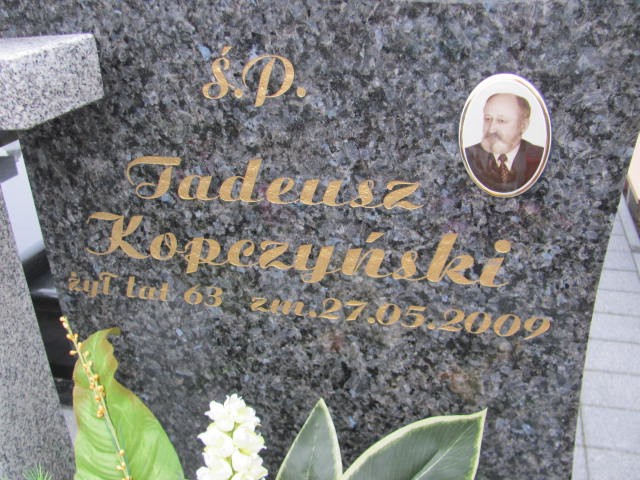 Ś.P.
Tadeusz
Kopczyński
żył lat 63 zm.27.05.2009